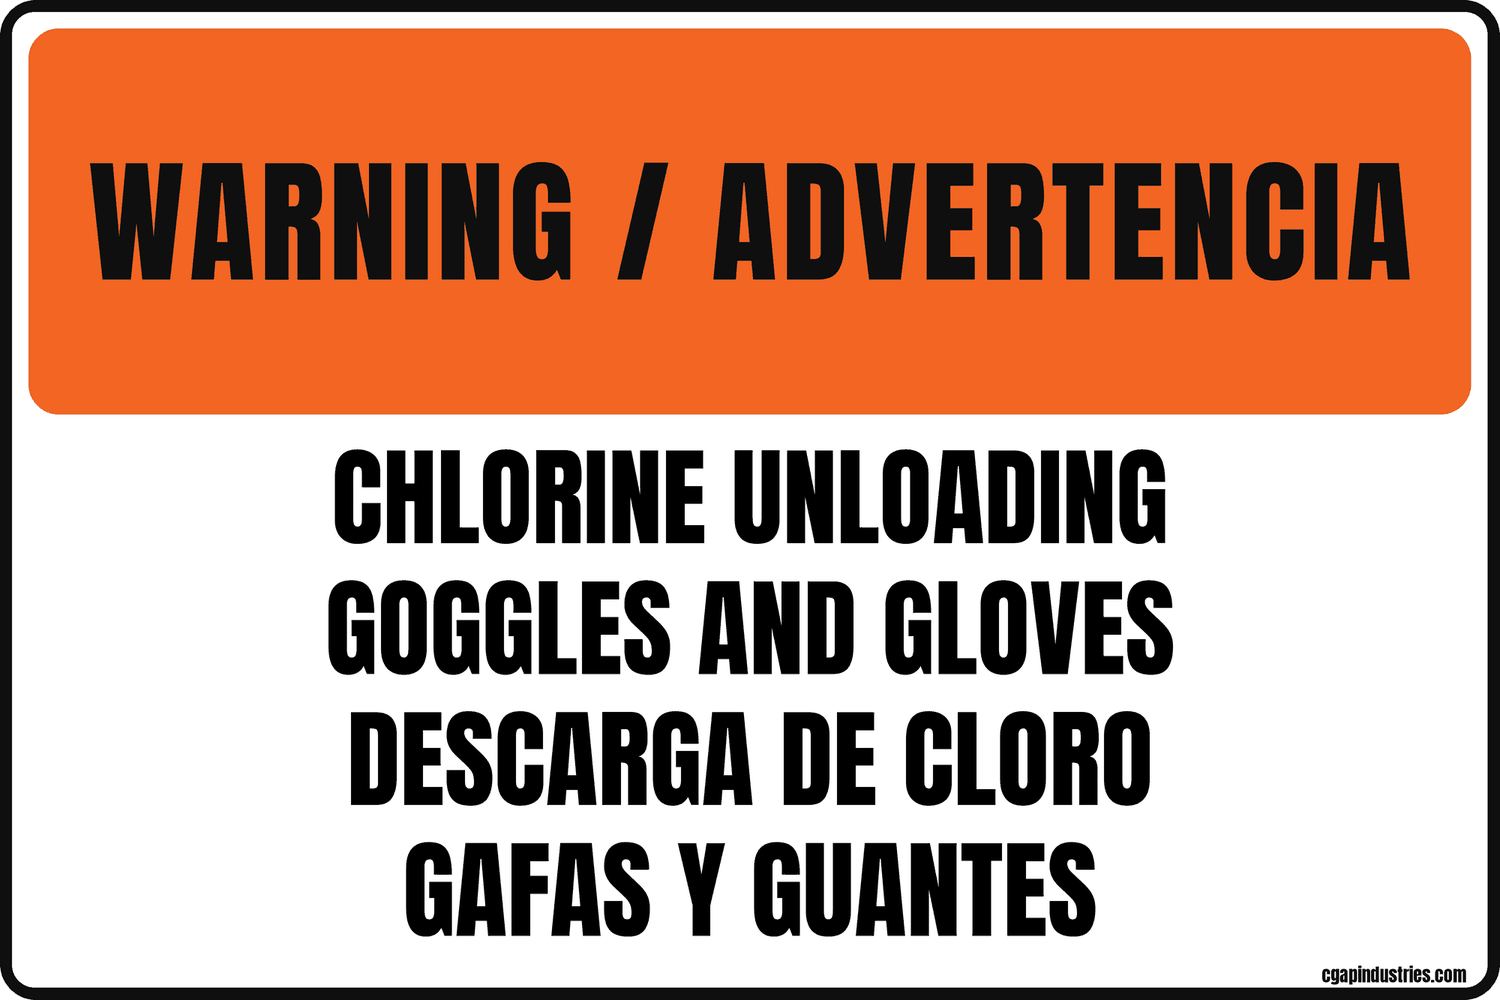 WARNING / ADVERTENCIA
CHLORINE UNLOADING
GOGGLES AND GLOVES
DESCARGA DE CLORO
GAFAS Y GUANTES
cgapindustries.com